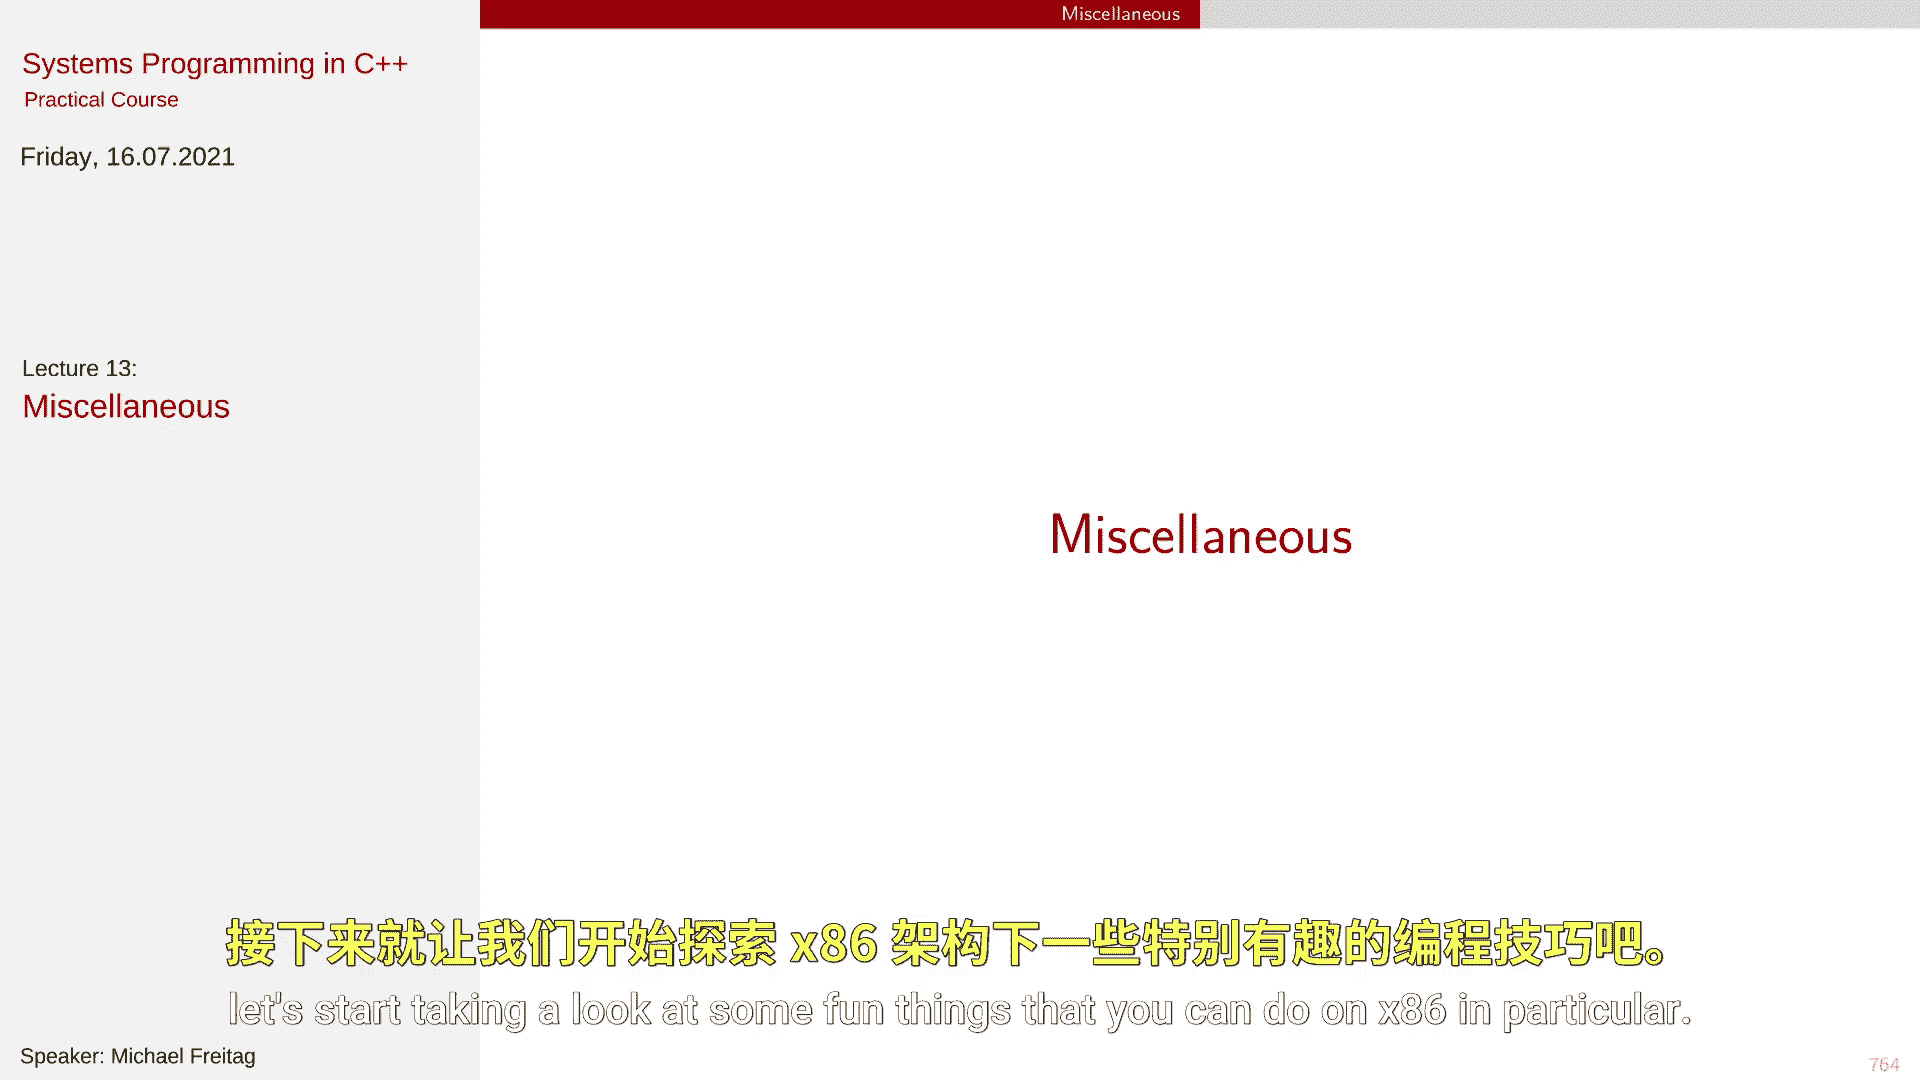 Miscellaneous
Systems Programming in C++
Practical Course
Friday, 16.07.2021
Lecture 13:
Miscellaneous
Miscellaneous
接下来就让我们开始探索 x86 架构下一些特别有趣的编程技巧吧。
let's start taking a look at some fun things that you can do on x86 in particular.
Speaker: Michael Freitag
764